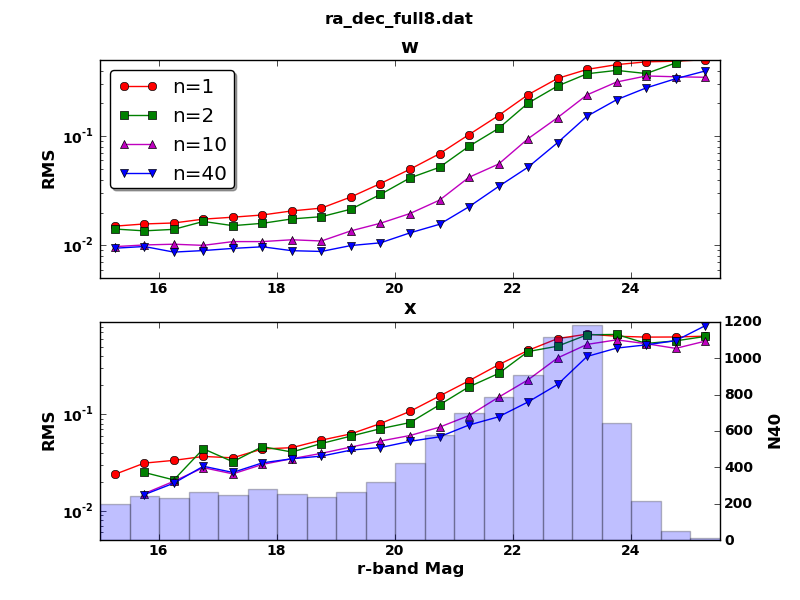 ra_dec_full8.dat
w
n=1
n=2
n=10
n=40
RMS
10^-1
10^-2
16 18 20 22 24
x
RMS
10^-1
10^-2
1200
1000
800
600
400
200
0
N40
16 18 20 22 24
r-band Mag